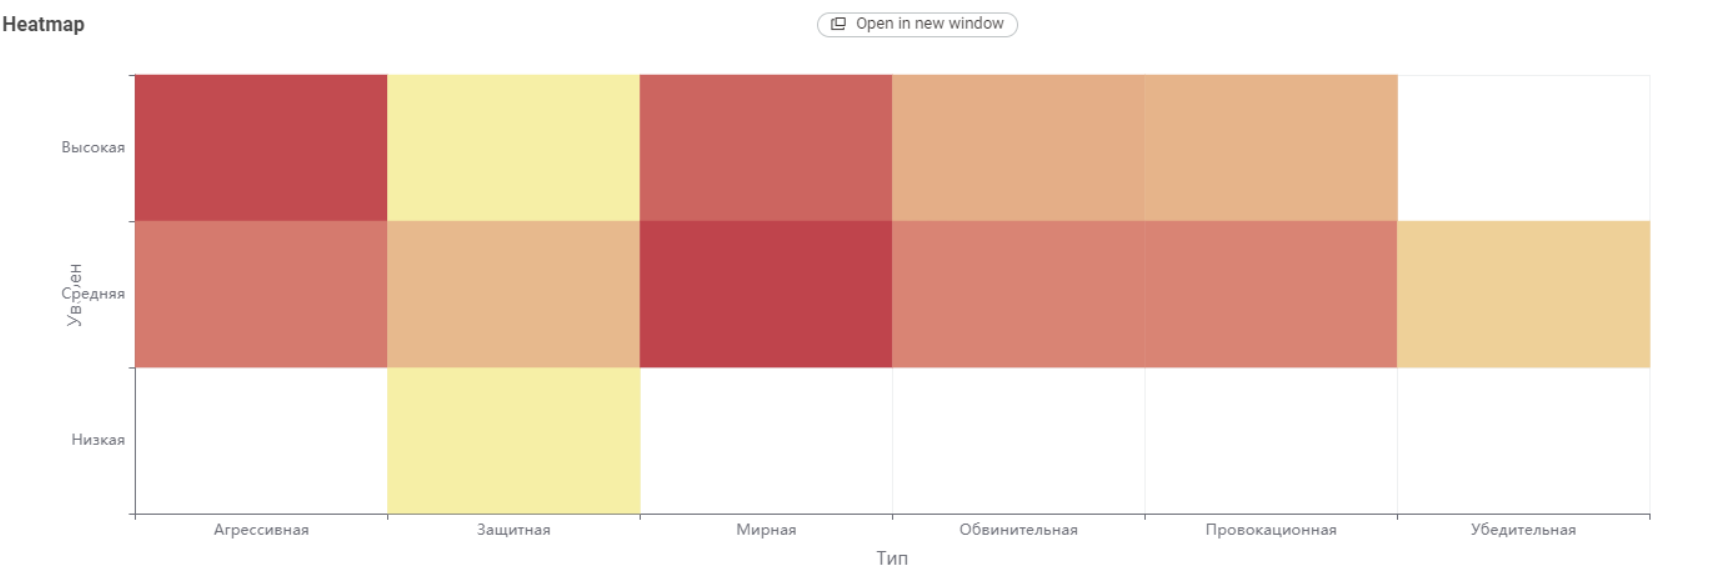 Heatmap
Open in new window
Высокая
Средняя
Низкая
Агрессивная Защитная Мирная Обвинительная Провокационная Убедительная
Тип